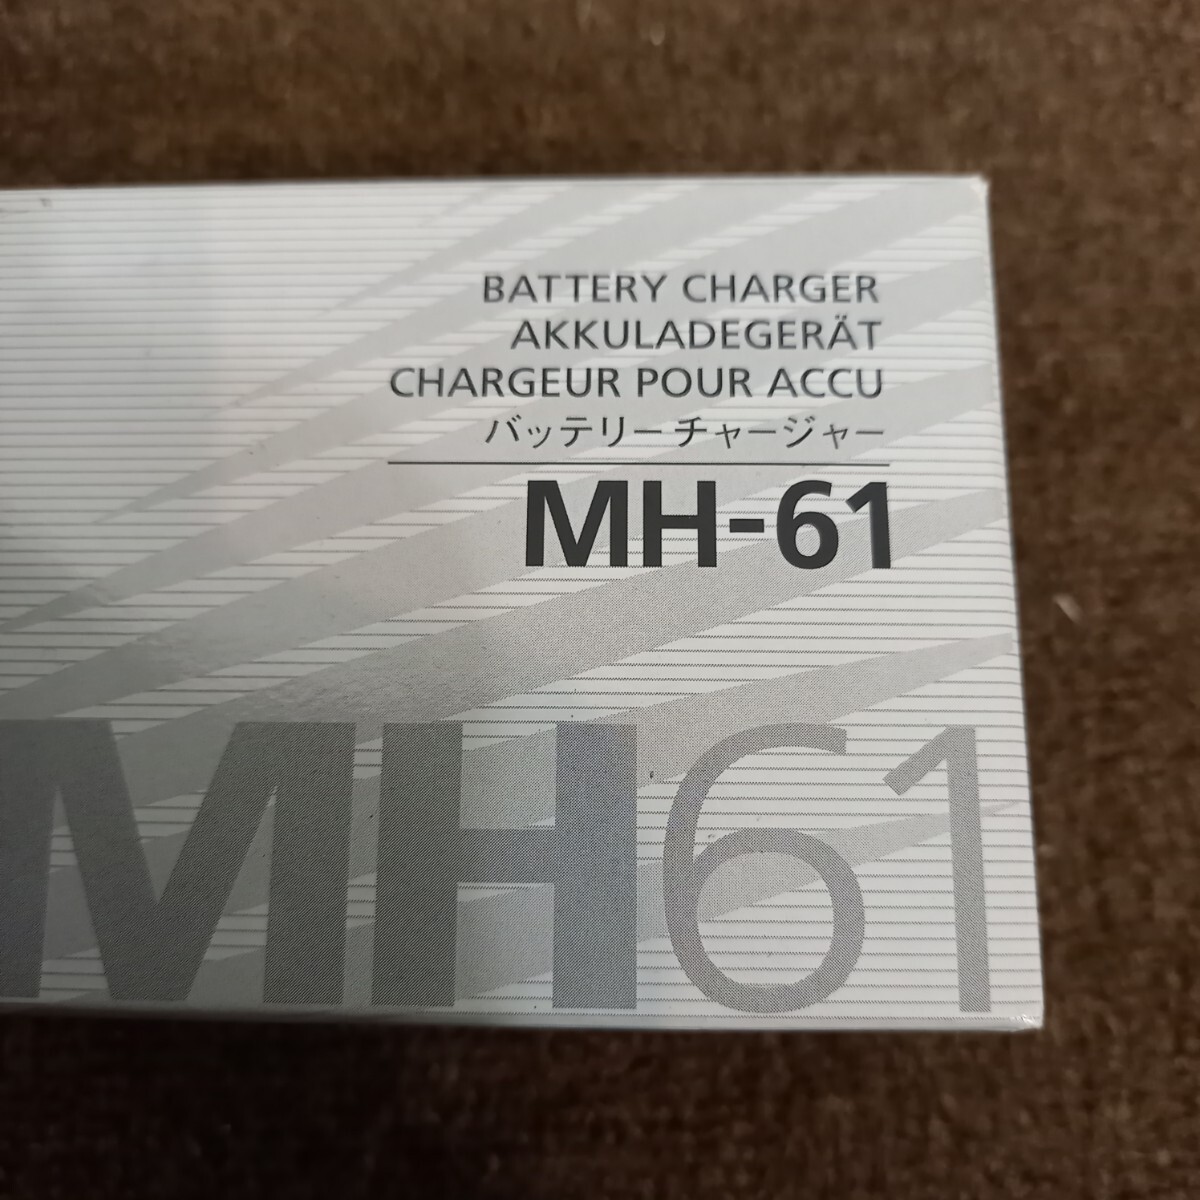 BATTERY CHARGER
AKKULADEGERÄT
CHARGEUR POUR ACCU
バッテリーチャージャー
MH-61
MH61